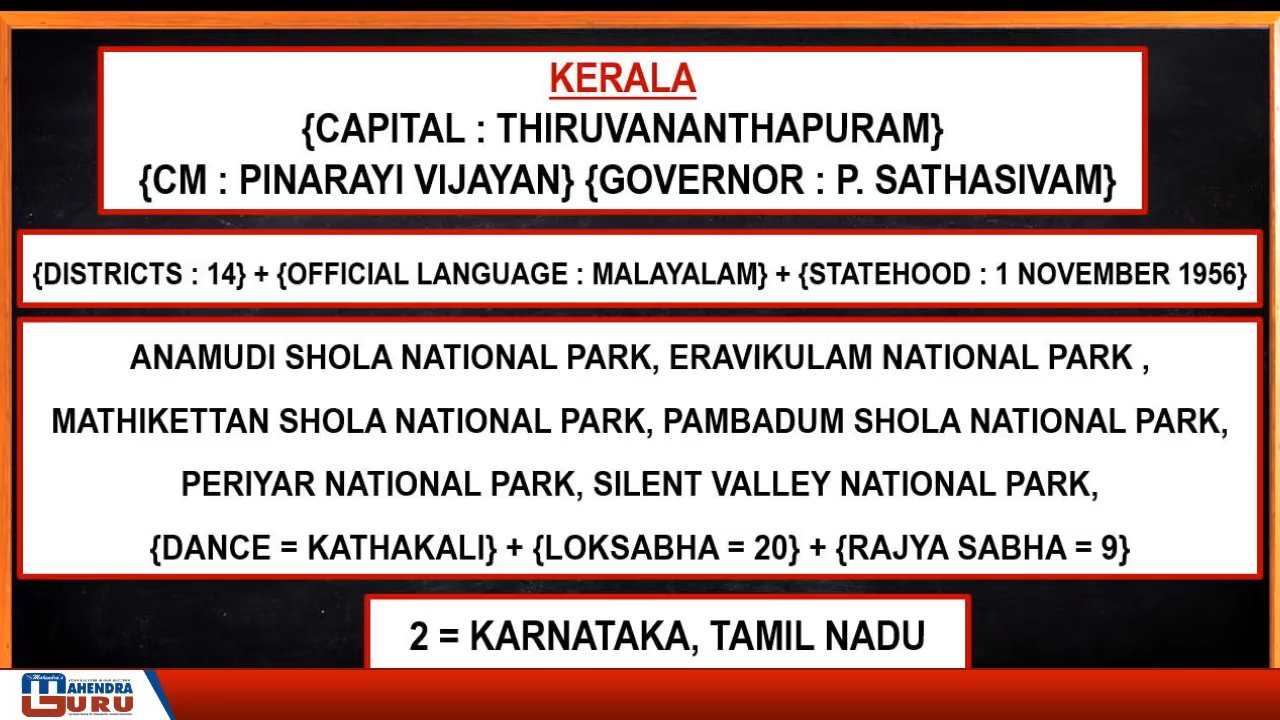 KERALA
{CAPITAL : THIRUVANANTHAPURAM}
{CM : PINARAYI VIJAYAN} {GOVERNOR : P. SATHASIVAM}
{DISTRICTS : 14} + {OFFICIAL LANGUAGE : MALAYALAM} + {STATEHOOD : 1 NOVEMBER 1956}
ANAMUDI SHOLA NATIONAL PARK, ERAVIKULAM NATIONAL PARK ,
MATHIKETTAN SHOLA NATIONAL PARK, PAMBADUM SHOLA NATIONAL PARK,
PERIYAR NATIONAL PARK, SILENT VALLEY NATIONAL PARK,
{DANCE = KATHAKALI} + {LOKSABHA = 20} + {RAJYA SABHA = 9}
2 = KARNATAKA, TAMIL NADU
Mahendra's
MAHENDRA
GURU